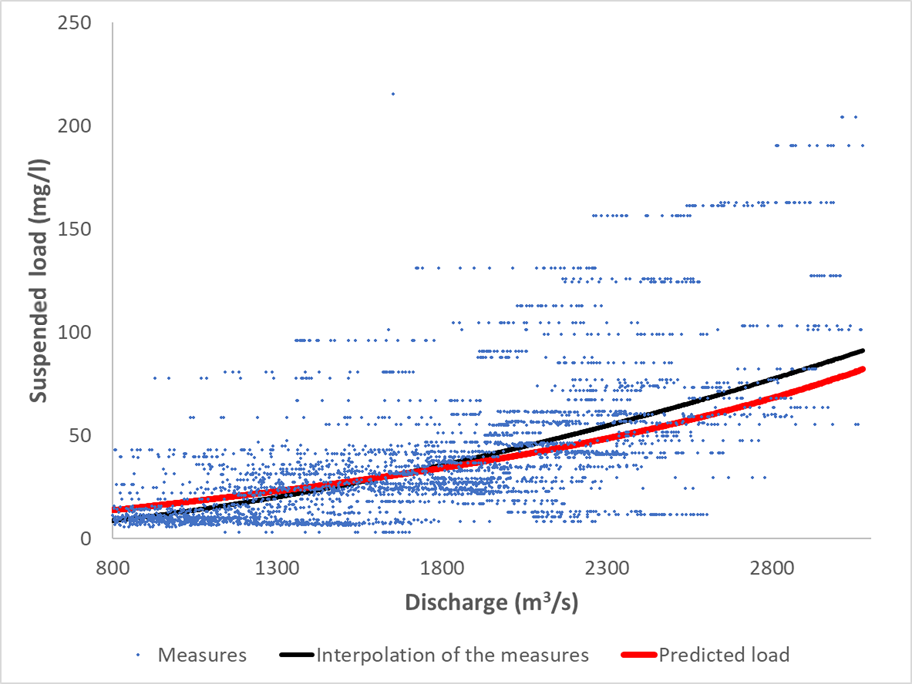 250
200
150
100
50
0
Suspended load (mg/l)
800 1300 1800 2300 2800
Discharge (m³/s)
Measures Interpolation of the measures Predicted load